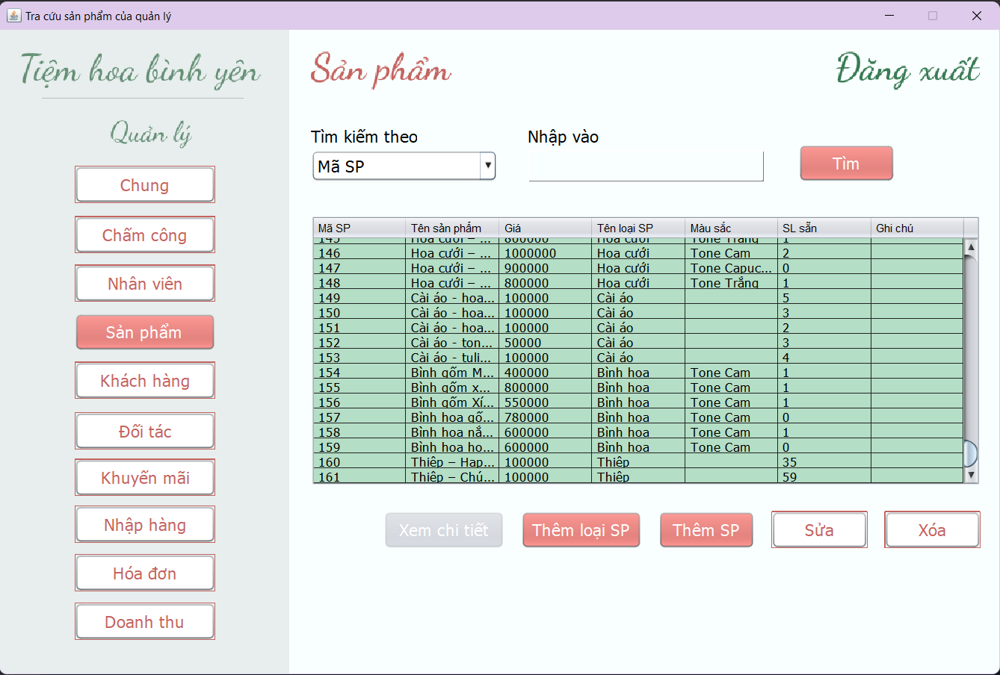 Tra cứu sản phẩm của quản lý
Tiệm hoa bình yên
Quản lý
Chung
Chấm công
Nhân viên
Sản phẩm
Khách hàng
Đối tác
Khuyến mãi
Nhập hàng
Hóa đơn
Doanh thu
Sản phẩm
Đăng xuất
Tìm kiếm theo
Nhập vào
Mã SP
Tìm
Mã SP Tên sản phẩm Giá Tên loại SP Màu sắc SL sẵn Ghi chú
145 Hoa cưới – ... 800000 Hoa cưới Tone Trắng 1
146 Hoa cưới – ... 1000000 Hoa cưới Tone Cam 2
147 Hoa cưới – ... 900000 Hoa cưới Tone Capuc... 0
148 Hoa cưới – ... 800000 Hoa cưới Tone Trắng 1
149 Cài áo - hoa... 100000 Cài áo 5
150 Cài áo - hoa... 100000 Cài áo 3
151 Cài áo - hoa... 100000 Cài áo 2
152 Cài áo - ton... 50000 Cài áo 3
153 Cài áo - tuli... 100000 Cài áo 4
154 Bình gốm M... 400000 Bình hoa Tone Cam 1
155 Bình gốm x... 800000 Bình hoa Tone Cam 1
156 Bình gốm Xí... 550000 Bình hoa Tone Cam 1
157 Bình hoa gố... 780000 Bình hoa Tone Cam 0
158 Bình hoa nắ... 600000 Bình hoa Tone Cam 1
159 Bình hoa ho... 600000 Bình hoa Tone Cam 0
160 Thiệp – Hap... 100000 Thiệp 35
161 Thiệp – Chú... 100000 Thiệp 59
Xem chi tiết
Thêm loại SP
Thêm SP
Sửa
Xóa